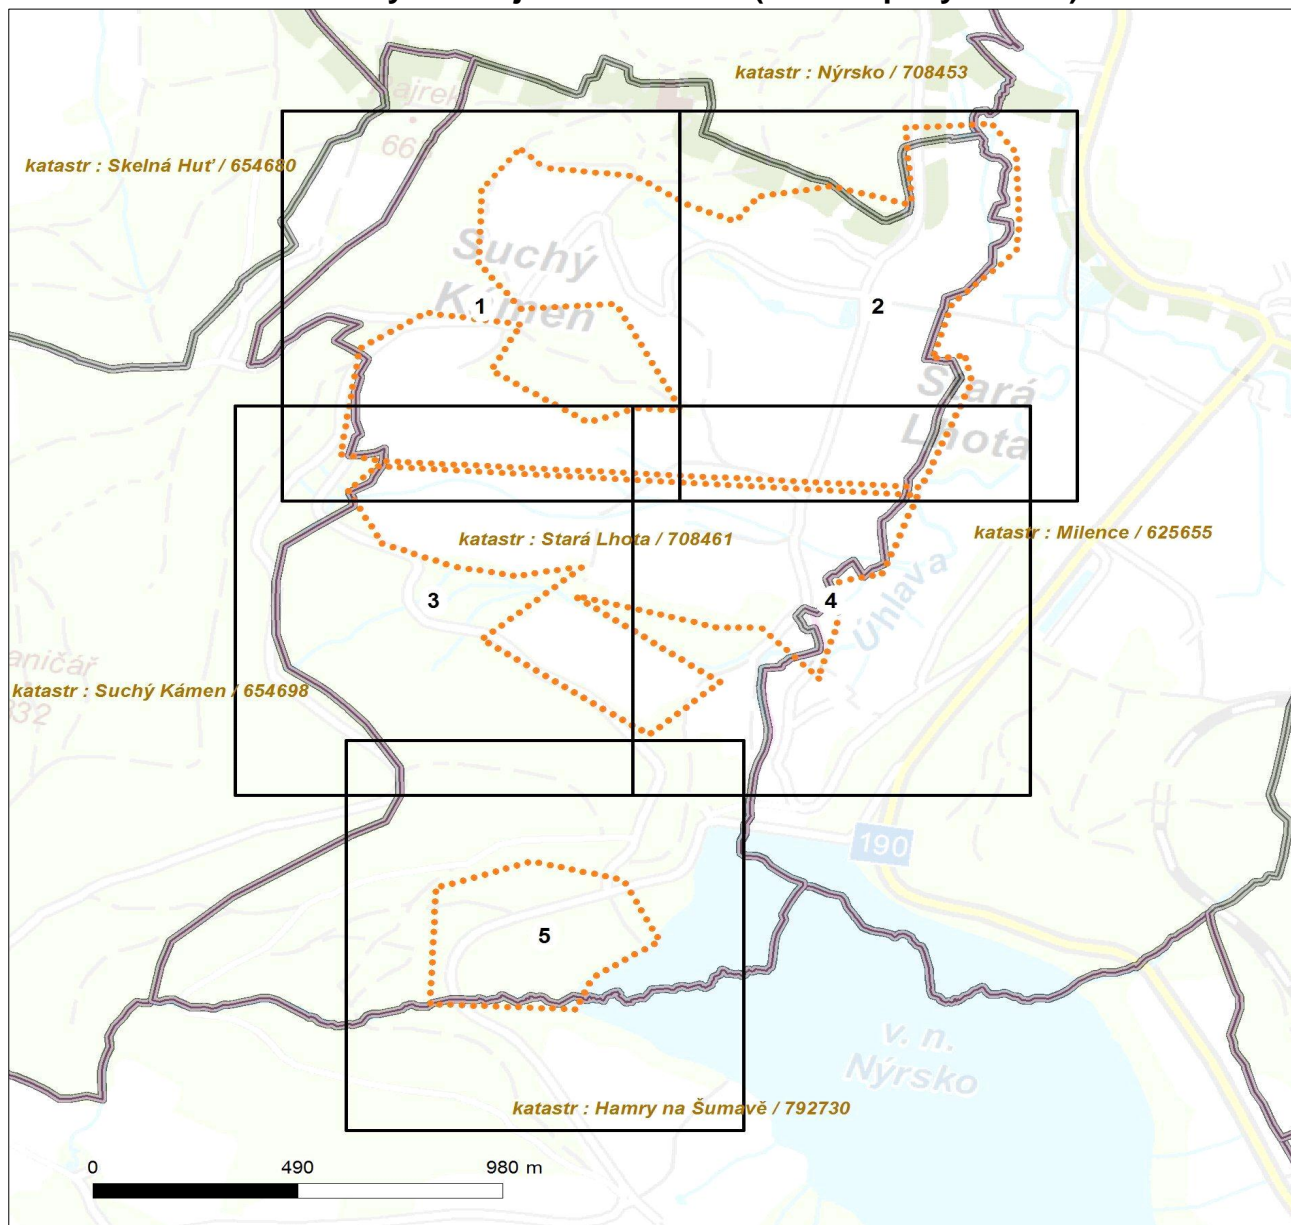 katastr : Nýrsko / 708453
katastr : Skelná Huť / 654680
Suchý
Kámen
1
2
Stará
Lhota
katastr : Stará Lhota / 708461
katastr : Milence / 625655
3
4
Úhlava
katastr : Suchý Kámen / 654698
832
190
5
v. n.
Nýrsko
katastr : Hamry na Šumavě / 792730
0 490 980 m